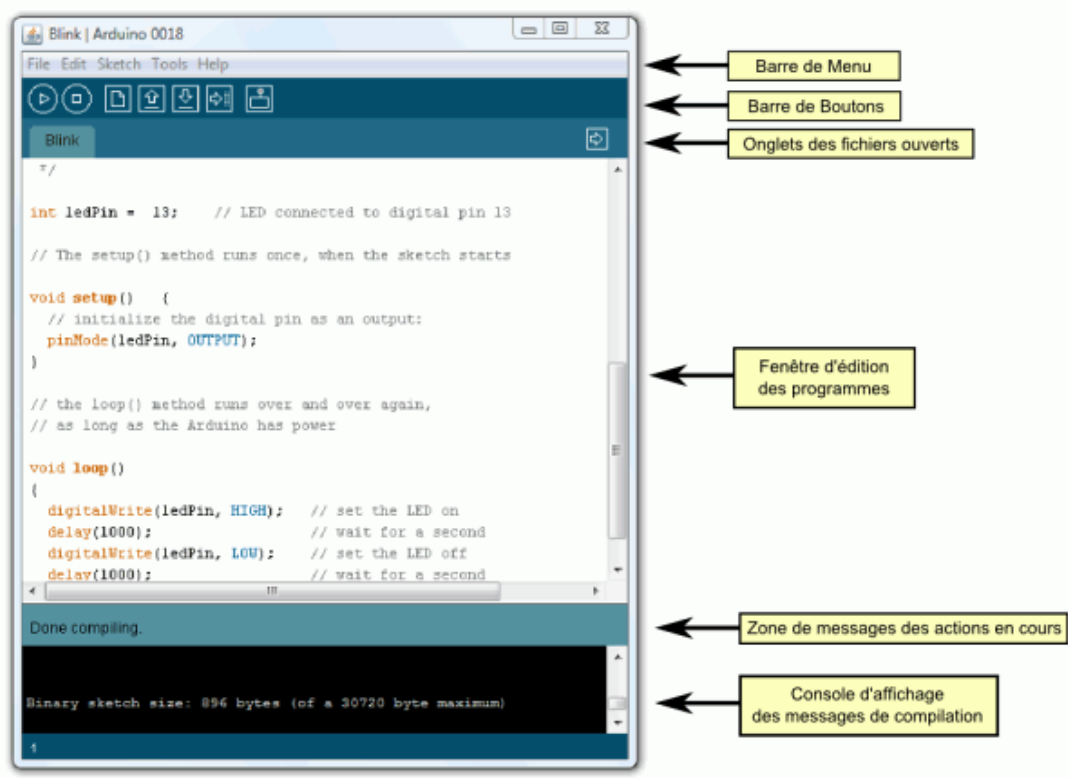 Blink | Arduino 0018
File Edit Sketch Tools Help
Barre de Menu
Barre de Boutons
Blink
Onglets des fichiers ouverts
*/
int ledPin = 13; // LED connected to digital pin 13
// The setup() method runs once, when the sketch starts
void setup() {
// initialize the digital pin as an output:
pinMode(ledPin, OUTPUT);
}
Fenêtre d'édition
des programmes
// the loop() method runs over and over again,
// as long as the Arduino has power
void loop()
{
digitalWrite(ledPin, HIGH); // set the LED on
delay(1000); // wait for a second
digitalWrite(ledPin, LOW); // set the LED off
delay(1000); // wait for a second
Done compiling.
Zone de messages des actions en cours
Binary sketch size: 896 bytes (of a 30720 byte maximum)
Console d'affichage
des messages de compilation
1